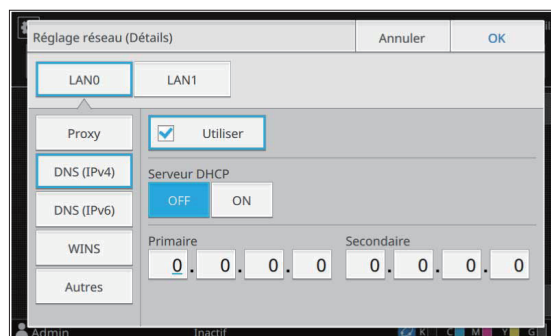 Réglage réseau (Détails) Annuler OK
LAN0 LAN1
Proxy
DNS (IPv4)
DNS (IPv6)
WINS
Autres
Utiliser
Serveur DHCP
OFF ON
Primaire
0. 0. 0. 0
Secondaire
0. 0. 0. 0
Admin Inactif K C M Y G